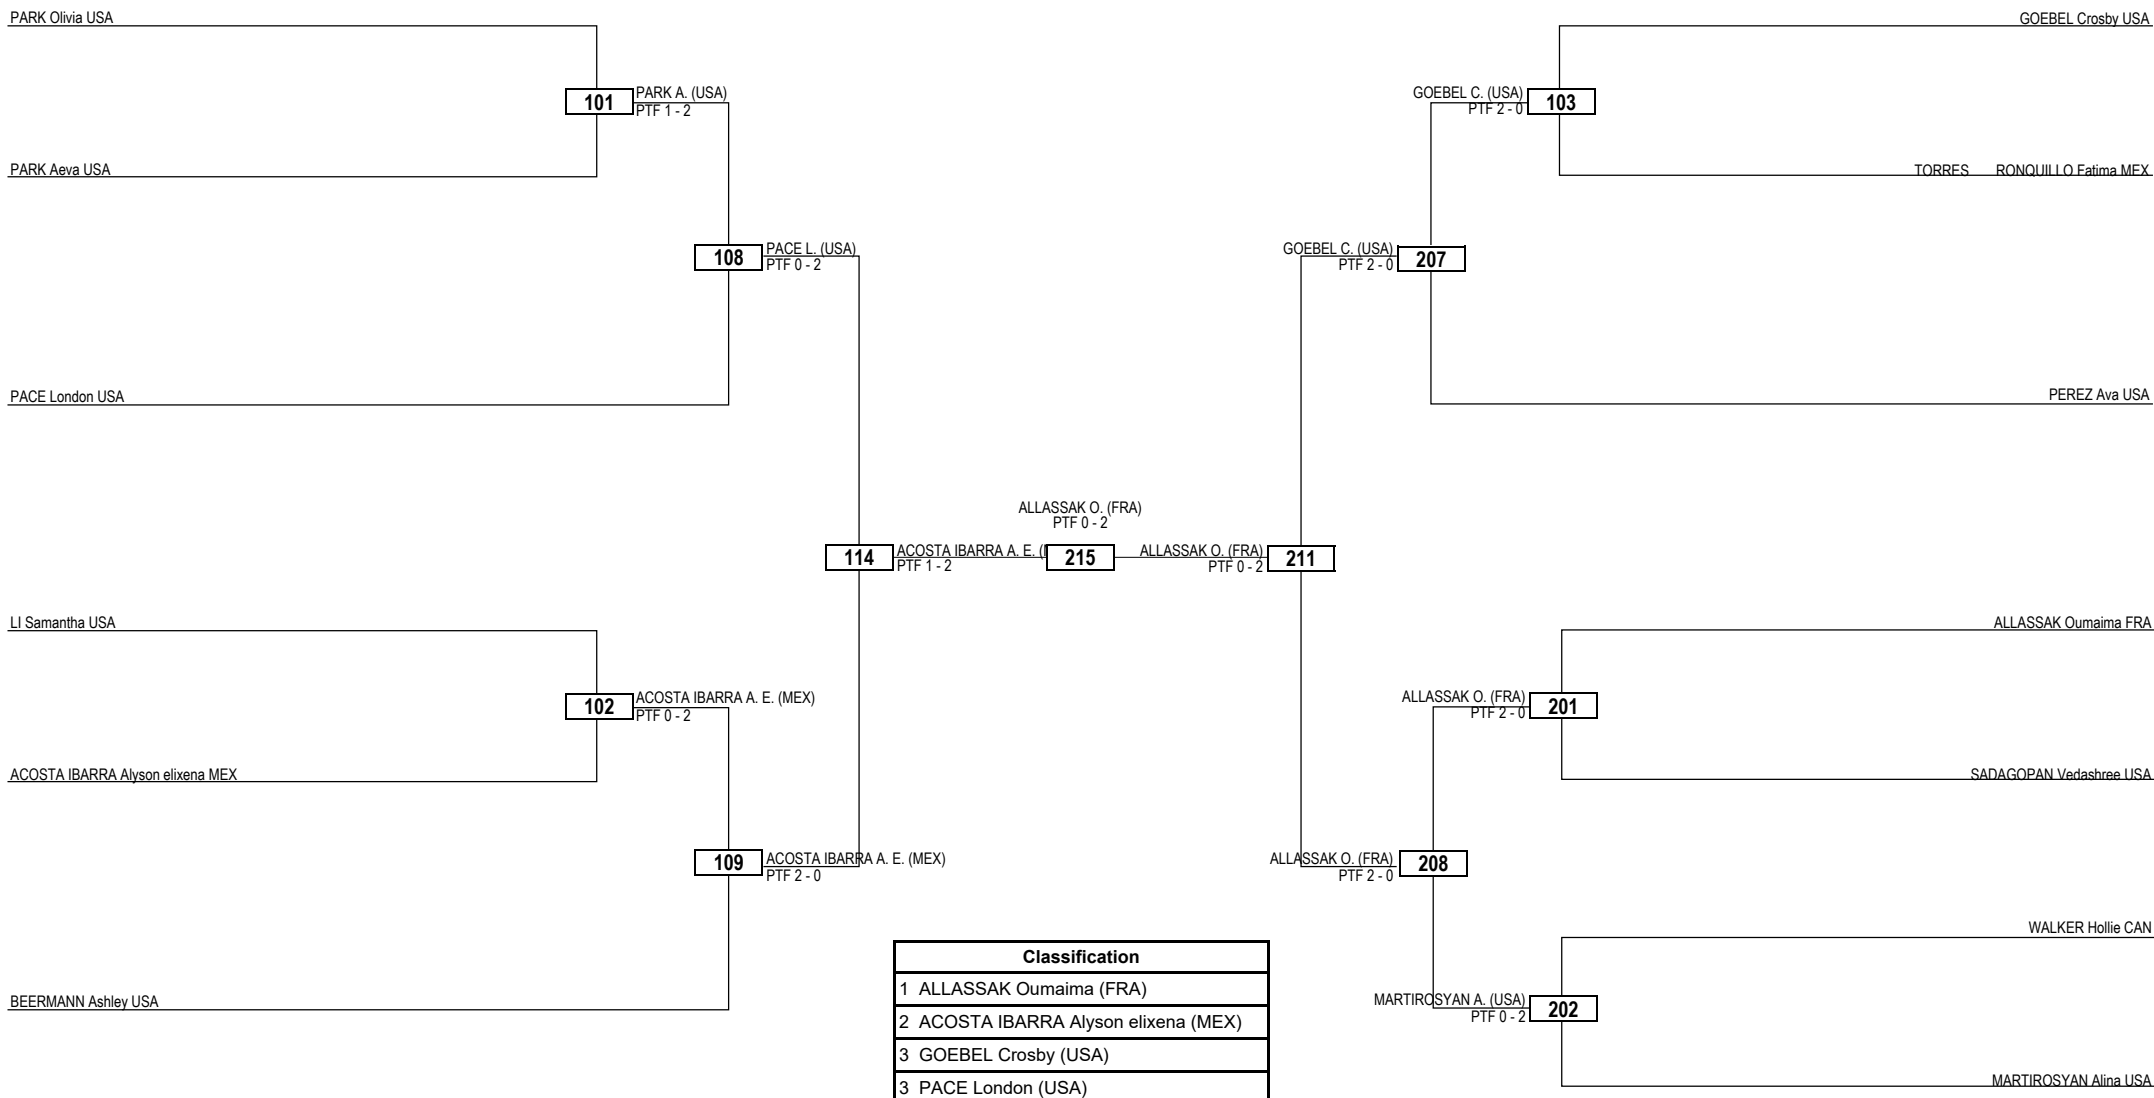 PARK Olivia USA
GOEBEL Crosby USA
101
PARK A. (USA)
PTF 1 - 2
GOEBEL C. (USA)
PTF 2 - 0
103
PARK Aeva USA
TORRES RONQUILLO Fatima MEX
108
PACE L. (USA)
PTF 0 - 2
GOEBEL C. (USA)
PTF 2 - 0
207
PACE London USA
PEREZ Ava USA
ALLASSAK O. (FRA)
PTF 0 - 2
114
ACOSTA IBARRA A. E. (
PTF 1 - 2
215
ALLASSAK O. (FRA)
PTF 0 - 2
211
LI Samantha USA
ALLASSAK Oumaima FRA
102
ACOSTA IBARRA A. E. (MEX)
PTF 0 - 2
ALLASSAK O. (FRA)
PTF 2 - 0
201
ACOSTA IBARRA Alyson elixena MEX
SADAGOPAN Vedashree USA
109
ACOSTA IBARRA A. E. (MEX)
PTF 2 - 0
ALLASSAK O. (FRA)
PTF 2 - 0
208
WALKER Hollie CAN
BEERMANN Ashley USA
MARTIROSYAN A. (USA)
PTF 0 - 2
202
MARTIROSYAN Alina USA
Classification
1 ALLASSAK Oumaima (FRA)
2 ACOSTA IBARRA Alyson elixena (MEX)
3 GOEBEL Crosby (USA)
3 PACE London (USA)